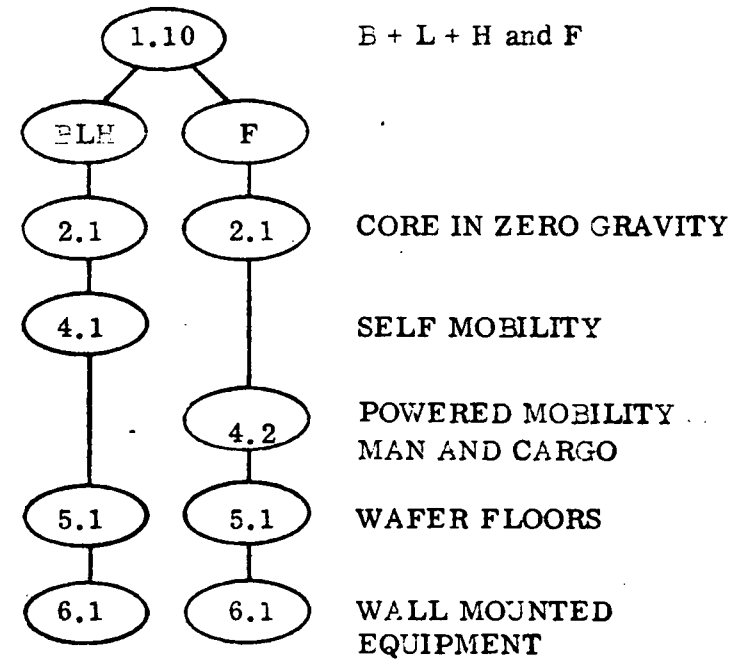 1.10 B + L + H and F
BLH F
2.1 2.1 CORE IN ZERO GRAVITY
4.1 SELF MOBILITY
4.2 POWERED MOBILITY
MAN AND CARGO
5.1 5.1 WAFER FLOORS
6.1 6.1 WALL MOUNTED
EQUIPMENT